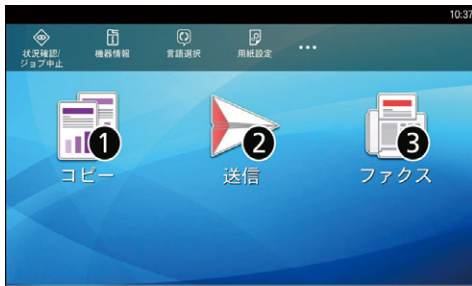 10:37
状況確認/
ジョブ中止
機器情報
言語選択
用紙設定
•••
1
2
3
コピー
送信
ファクス